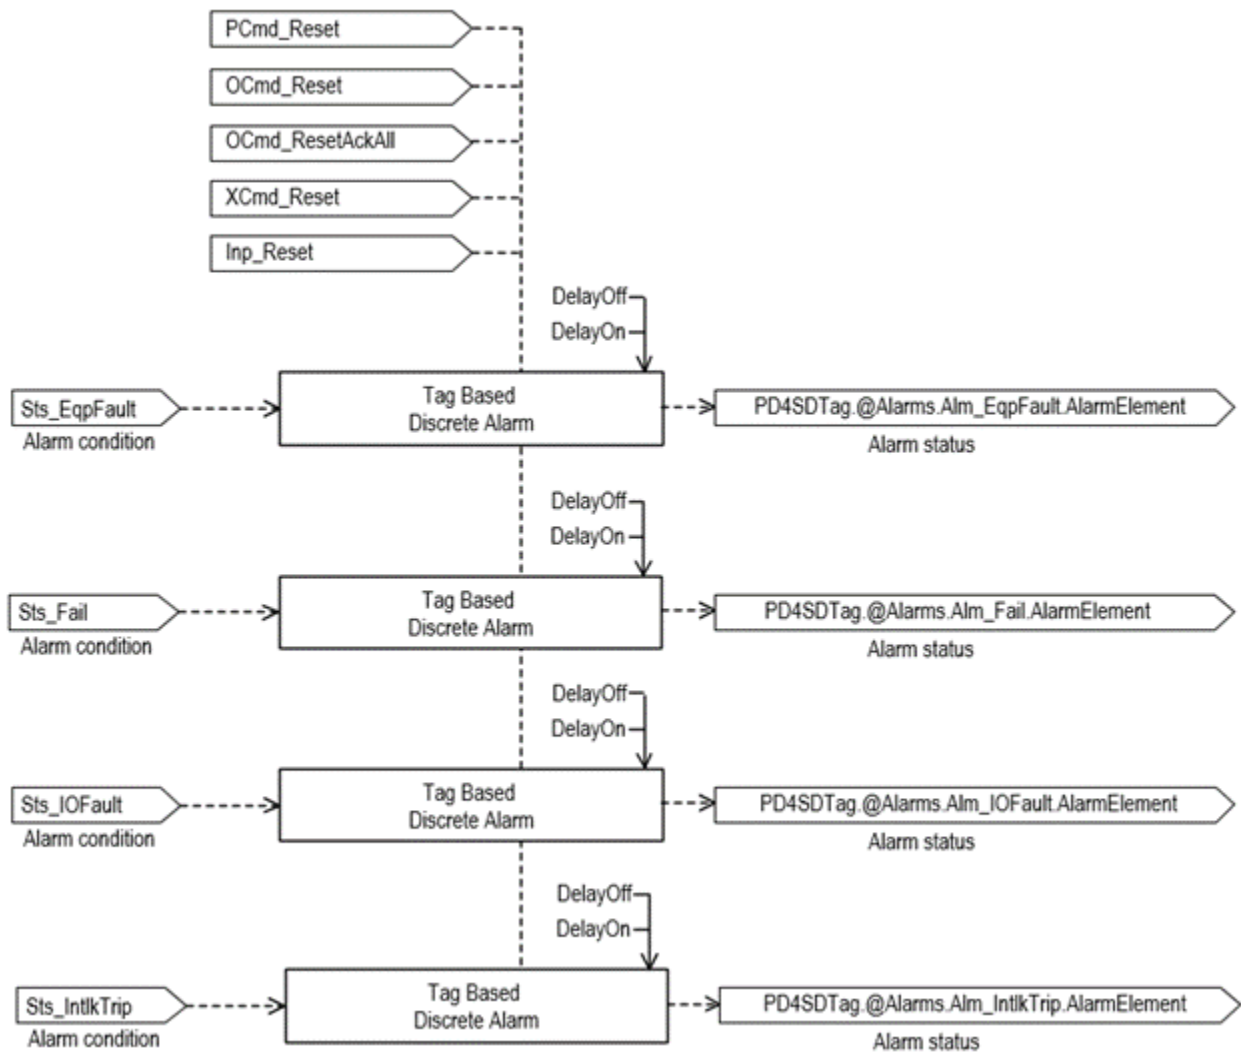 PCmd_Reset
OCmd_Reset
OCmd_ResetAckAll
XCmd_Reset
Inp_Reset
DelayOff
DelayOn
Sts_EqpFault
Alarm condition
Tag Based
Discrete Alarm
PD4SDTag.@Alarms.Alm_EqpFault.AlarmElement
Alarm status
DelayOff
DelayOn
Sts_Fail
Alarm condition
Tag Based
Discrete Alarm
PD4SDTag.@Alarms.Alm_Fail.AlarmElement
Alarm status
DelayOff
DelayOn
Sts_IOFault
Alarm condition
Tag Based
Discrete Alarm
PD4SDTag.@Alarms.Alm_IOFault.AlarmElement
Alarm status
DelayOff
DelayOn
Sts_IntlkTrip
Alarm condition
Tag Based
Discrete Alarm
PD4SDTag.@Alarms.Alm_IntlkTrip.AlarmElement
Alarm status